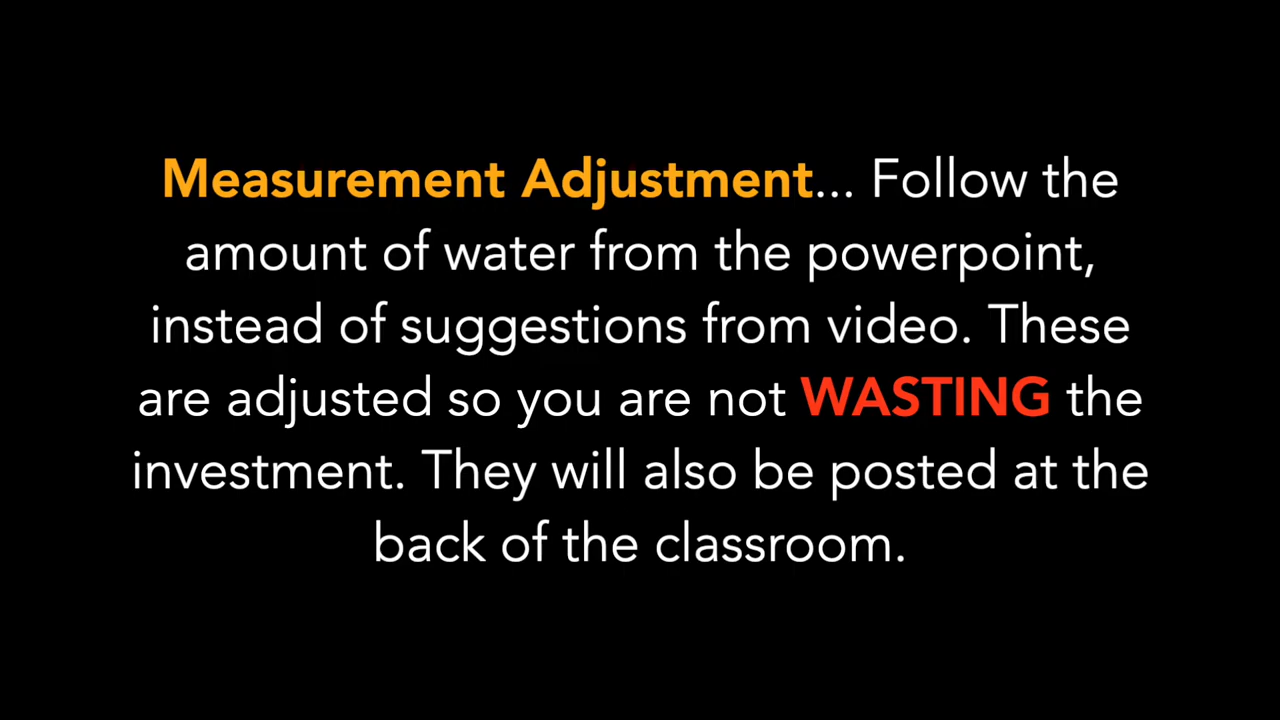 Measurement Adjustment... Follow the
amount of water from the powerpoint,
instead of suggestions from video. These
are adjusted so you are not WASTING the
investment. They will also be posted at the
back of the classroom.